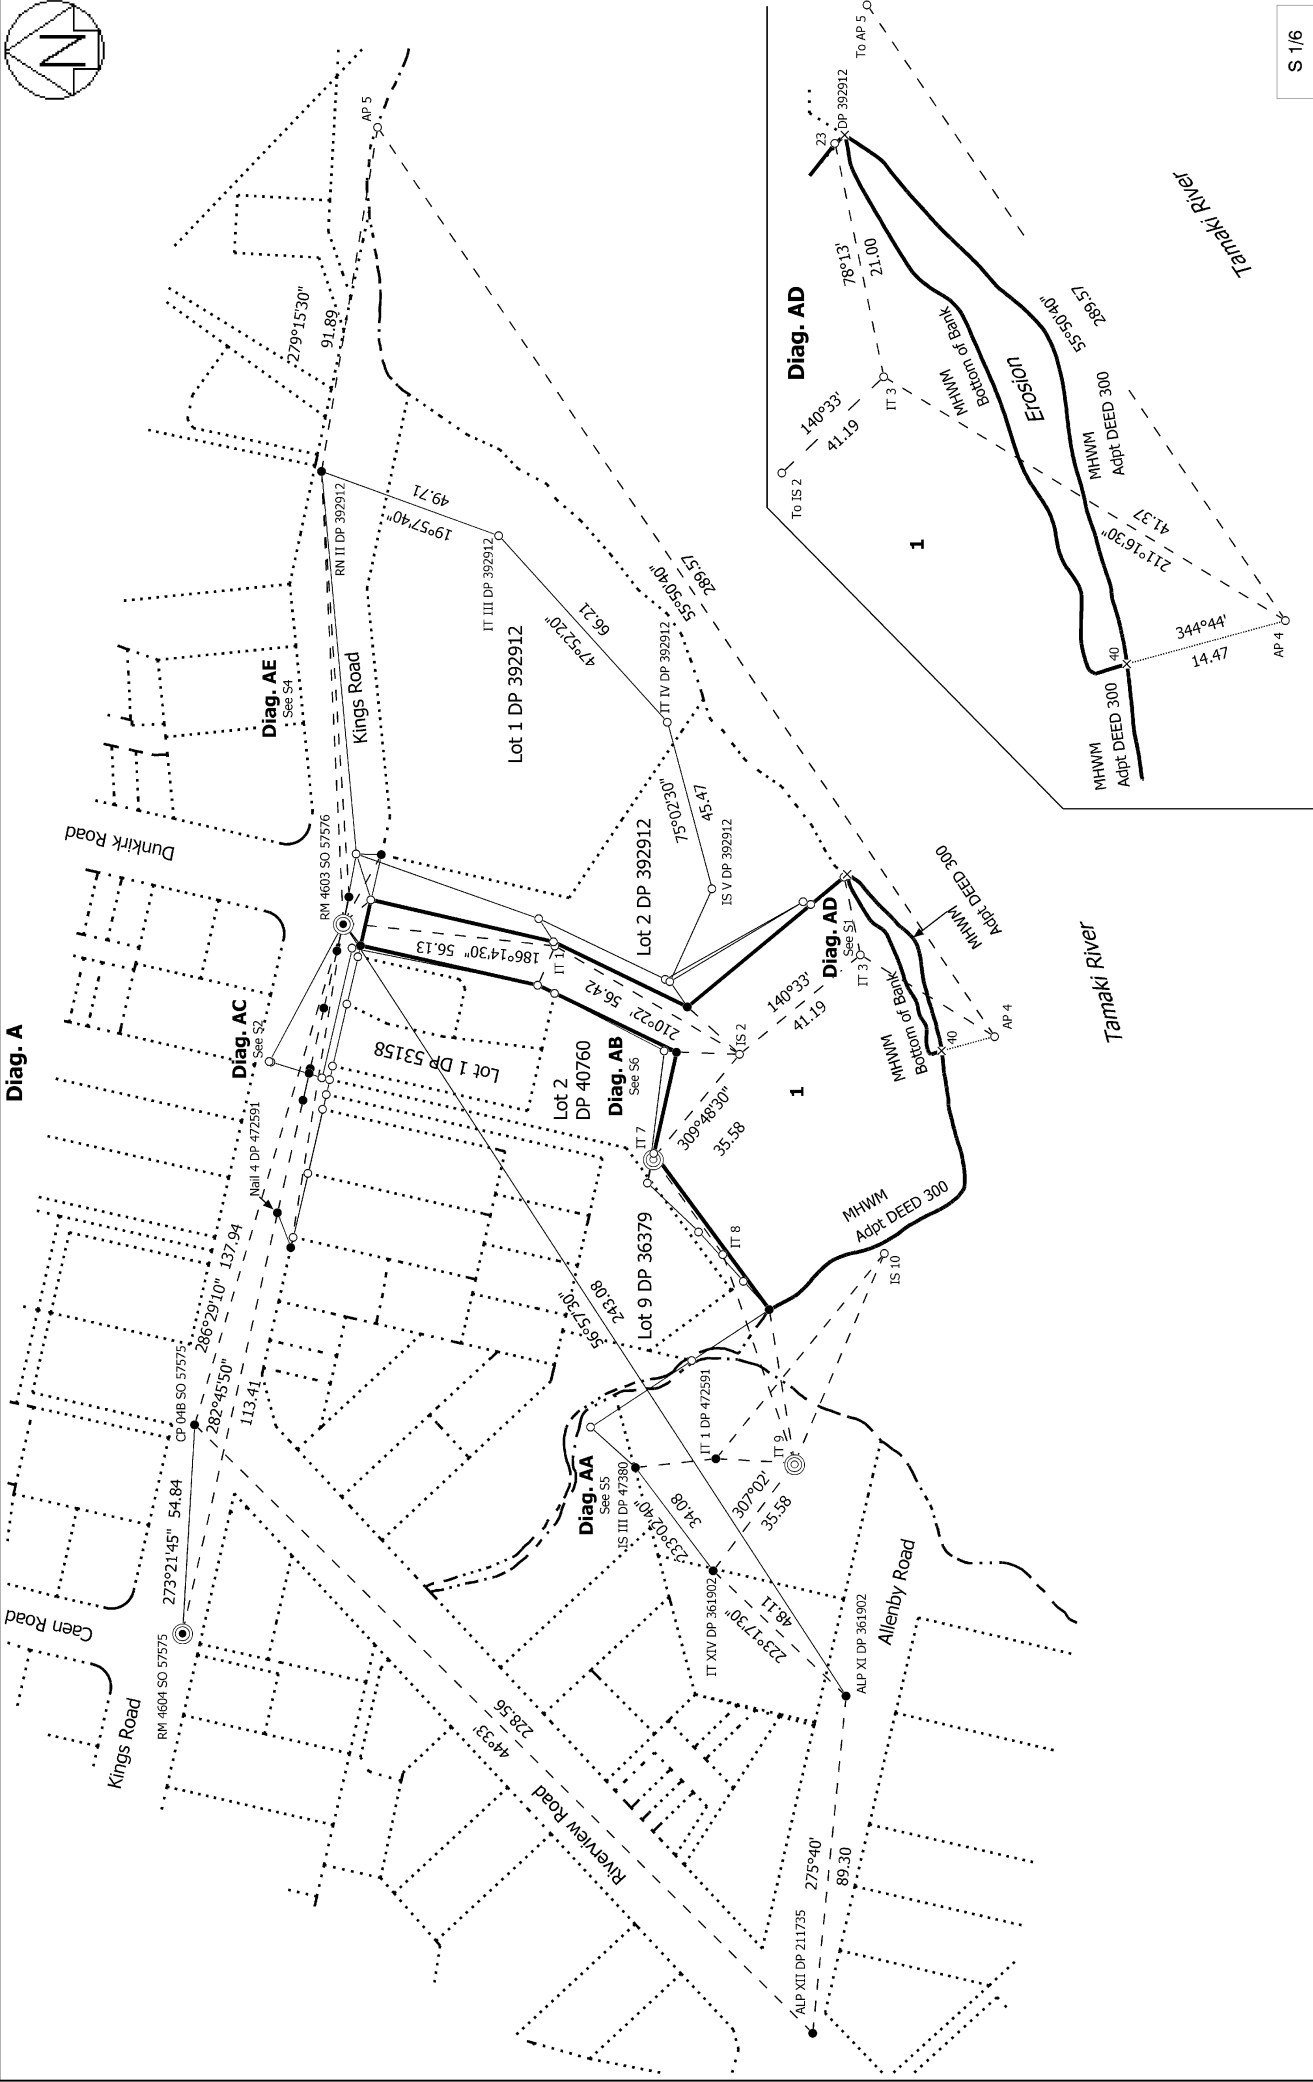 Diag. A
N
Caen Road
Kings Road
RM 4604 SO 57575
273°21'45" 54.84
CP 04B SO 57575
286°29'10" 137.94
282°45'50"
113.41
Nail 4 DP 472591
Diag. AC
See S2
RM 4603 SO 57576
Dunkirk Road
Diag. AE
See S4
Kings Road
RN II DP 392912
279°15'30"
91.89
AP 5
19°57'40"
49.71
IT III DP 392912
Lot 1 DP 392912
47°52'20"
66.21
IT IV DP 392912
75°02'30"
45.47
IS V DP 392912
Lot 2 DP 392912
55°50'40"
289.57
186°14'30" 56.13
IT 1
Lot 1 DP 53158
Lot 2
DP 40760
Diag. AB
See S6
210°22'
56.42
IS 2
140°33'
41.19
Diag. AD
See S1
IT 3
MHWM
Adpt DEED 300
MHWM
Bottom of Bank
40
AP 4
Tamaki River
IT 7
309°48'30"
35.58
1
Lot 9 DP 36379
IT 8
MHWM
Adpt DEED 300
IS 10
56°57'30"
243.08
Diag. AA
See S5
IS III DP 47380
IT 1 DP 472591
IT 9
233°02'40"
34.08
307°02'
35.58
IT XIV DP 361902
223°17'30"
48.11
Allenby Road
ALP XI DP 361902
44°33'
228.56
Riverview Road
275°40'
89.30
ALP XII DP 211735
Diag. AD
To IS 2
140°33'
41.19
IT 3
78°13'
21.00
23
DP 392912
To AP 5
1
MHWM
Bottom of Bank
Erosion
55°50'40"
289.57
MHWM
Adpt DEED 300
211°16'30"
41.37
40
344°44'
14.47
AP 4
MHWM
Adpt DEED 300
Tamaki River
S 1/6